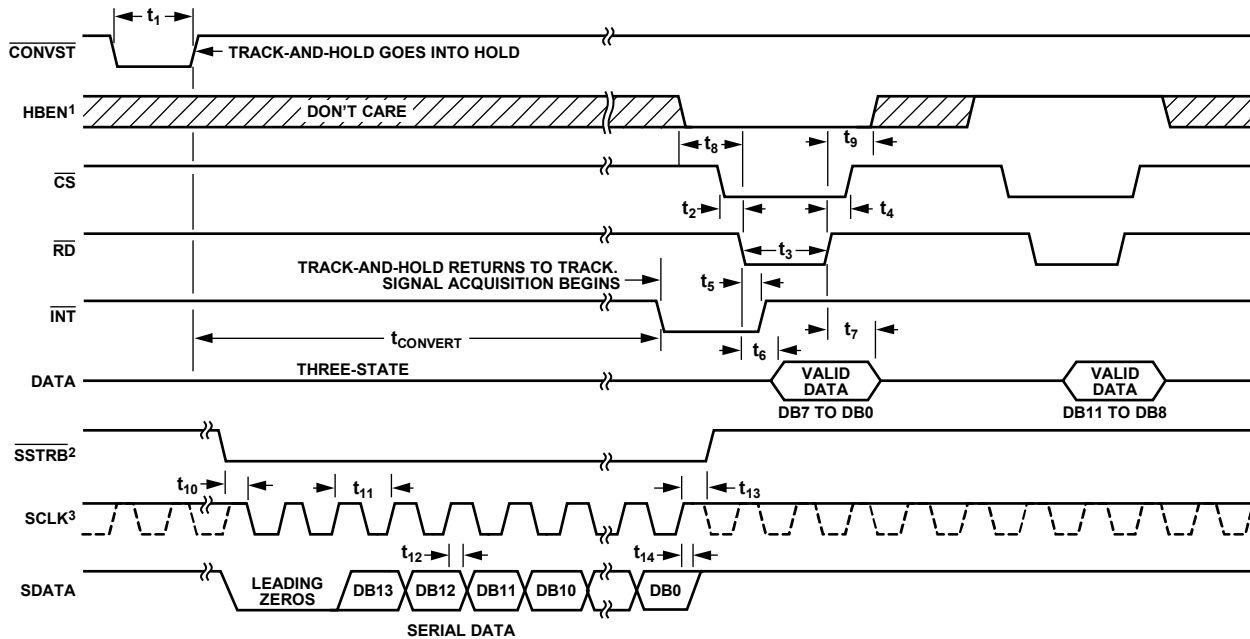 t1
CONVST
TRACK-AND-HOLD GOES INTO HOLD
HBEN1
DON'T CARE
t8
t9
CS
t2
t4
RD
t3
TRACK-AND-HOLD RETURNS TO TRACK.
SIGNAL ACQUISITION BEGINS
t5
INT
tCONVERT
t7
t6
DATA
THREE-STATE
VALID
DATA
VALID
DATA
DB7 TO DB0
DB11 TO DB8
SSTRB2
t10
t11
t13
SCLK3
t12
t14
SDATA
LEADING
ZEROS
DB13
DB12
DB11
DB10
DB0
SERIAL DATA